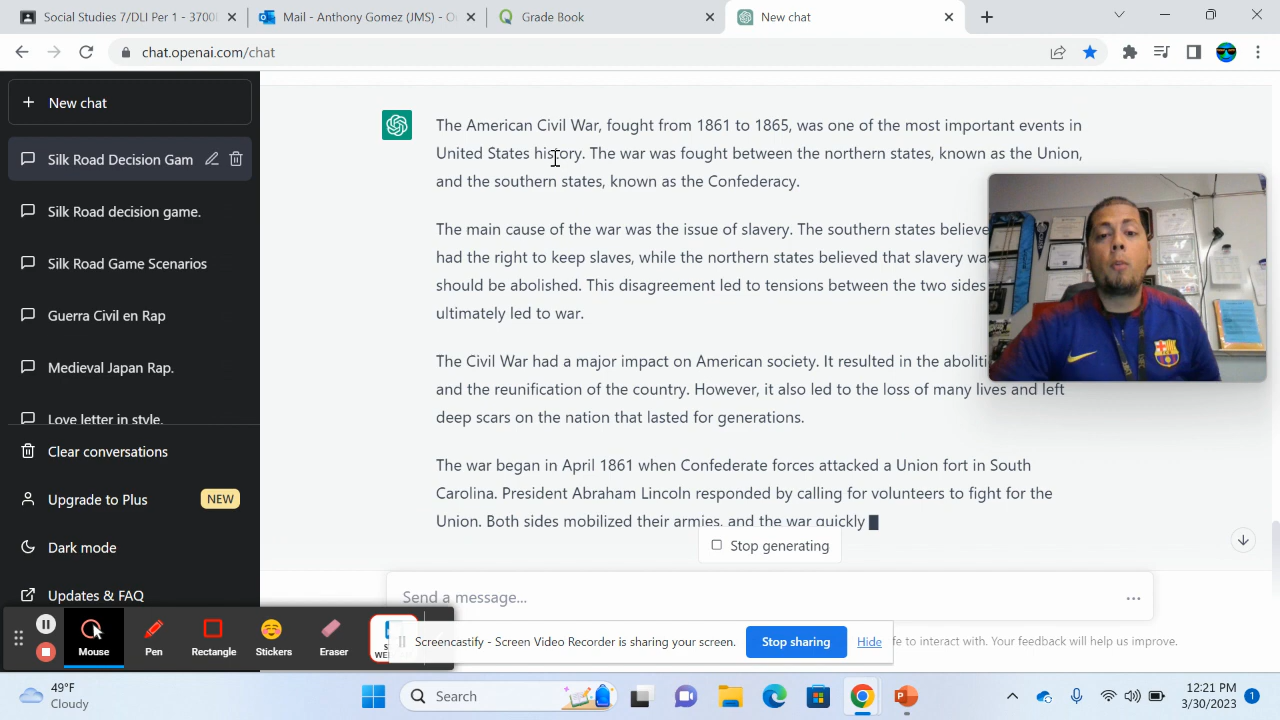 Social Studies 7/DLI Per 1 - 3700
Mail - Anthony Gomez (JMS) - O
Grade Book
New chat
chat.openai.com/chat
New chat
Silk Road Decision Gam
Silk Road decision game.
Silk Road Game Scenarios
Guerra Civil en Rap
Medieval Japan Rap.
Love letter in style.
Clear conversations
Upgrade to Plus NEW
Dark mode
Updates & FAQ
The American Civil War, fought from 1861 to 1865, was one of the most important events in
United States history. The war was fought between the northern states, known as the Union,
and the southern states, known as the Confederacy.
The main cause of the war was the issue of slavery. The southern states believe
had the right to keep slaves, while the northern states believed that slavery wa
should be abolished. This disagreement led to tensions between the two sides
ultimately led to war.
The Civil War had a major impact on American society. It resulted in the aboliti
and the reunification of the country. However, it also led to the loss of many lives and left
deep scars on the nation that lasted for generations.
The war began in April 1861 when Confederate forces attacked a Union fort in South
Carolina. President Abraham Lincoln responded by calling for volunteers to fight for the
Union. Both sides mobilized their armies, and the war quickly
Stop generating
Send a message...
Mouse Pen Rectangle Stickers Eraser
Screencastify - Screen Video Recorder is sharing your screen. Stop sharing Hide
fe to interact with. Your feedback will help us improve.
49°F
Cloudy
Search
12:21 PM
3/30/2023
1